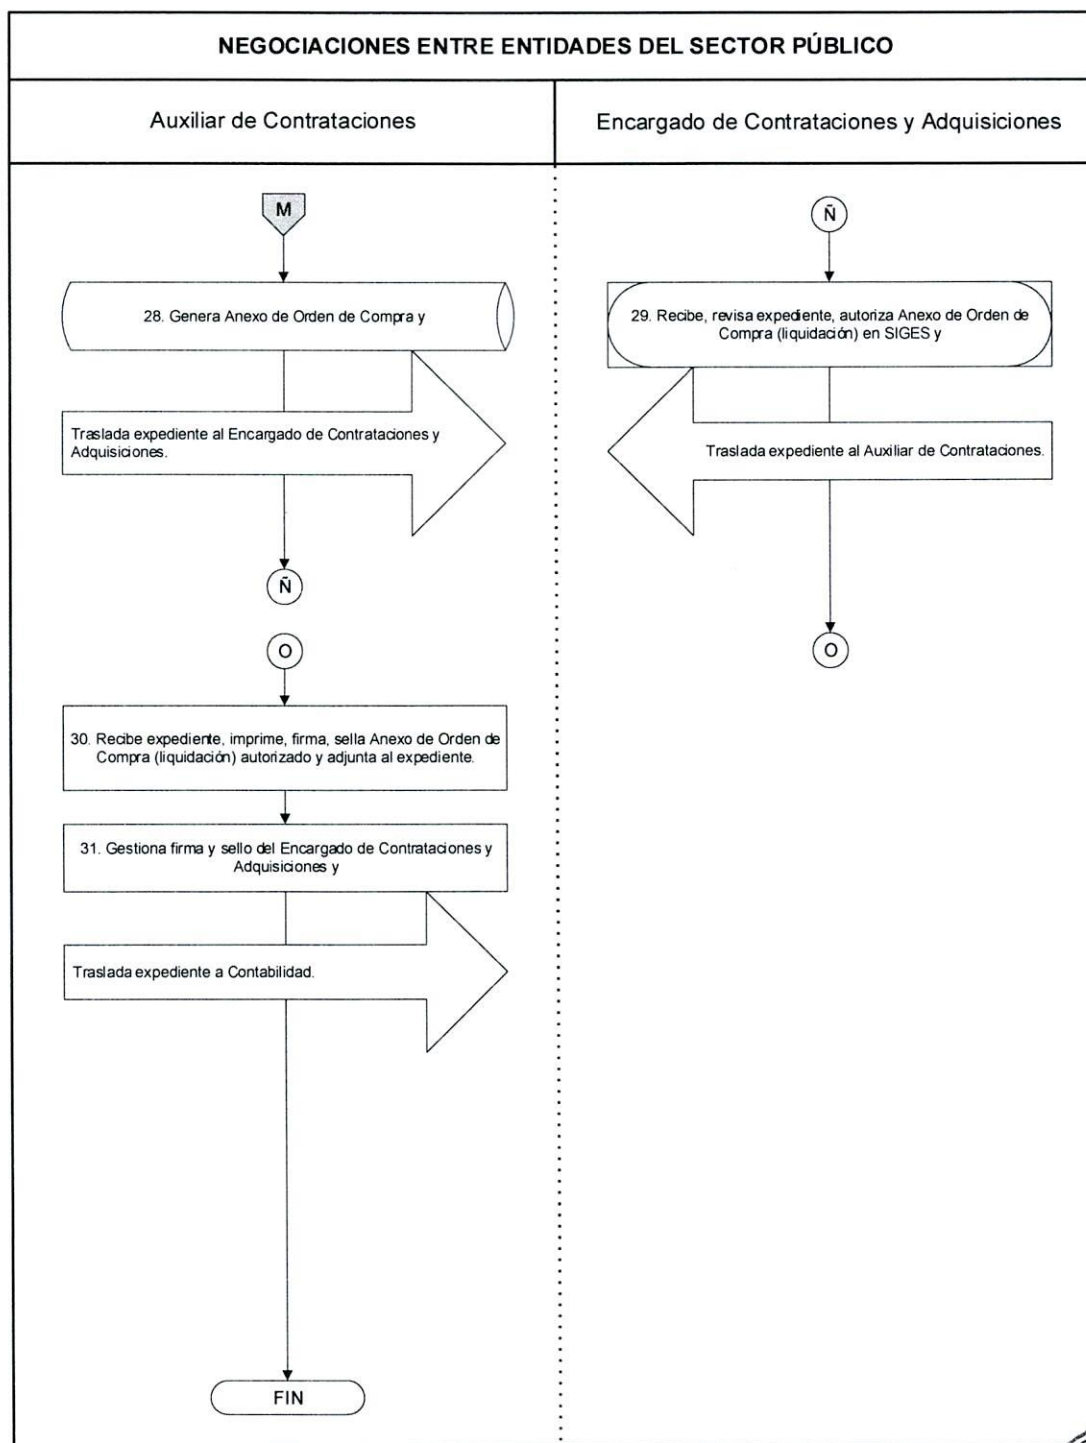 NEGOCIACIONES ENTRE ENTIDADES DEL SECTOR PÚBLICO
Auxiliar de Contrataciones
Encargado de Contrataciones y Adquisiciones
M
28. Genera Anexo de Orden de Compra y
Traslada expediente al Encargado de Contrataciones y
Adquisiciones.
Ñ
O
30. Recibe expediente, imprime, firma, sella Anexo de Orden de
Compra (liquidación) autorizado y adjunta al expediente.
31. Gestiona firma y sello del Encargado de Contrataciones y
Adquisiciones y
Traslada expediente a Contabilidad.
FIN
Ñ
29. Recibe, revisa expediente, autoriza Anexo de Orden de
Compra (liquidación) en SIGES y
Traslada expediente al Auxiliar de Contrataciones.
O